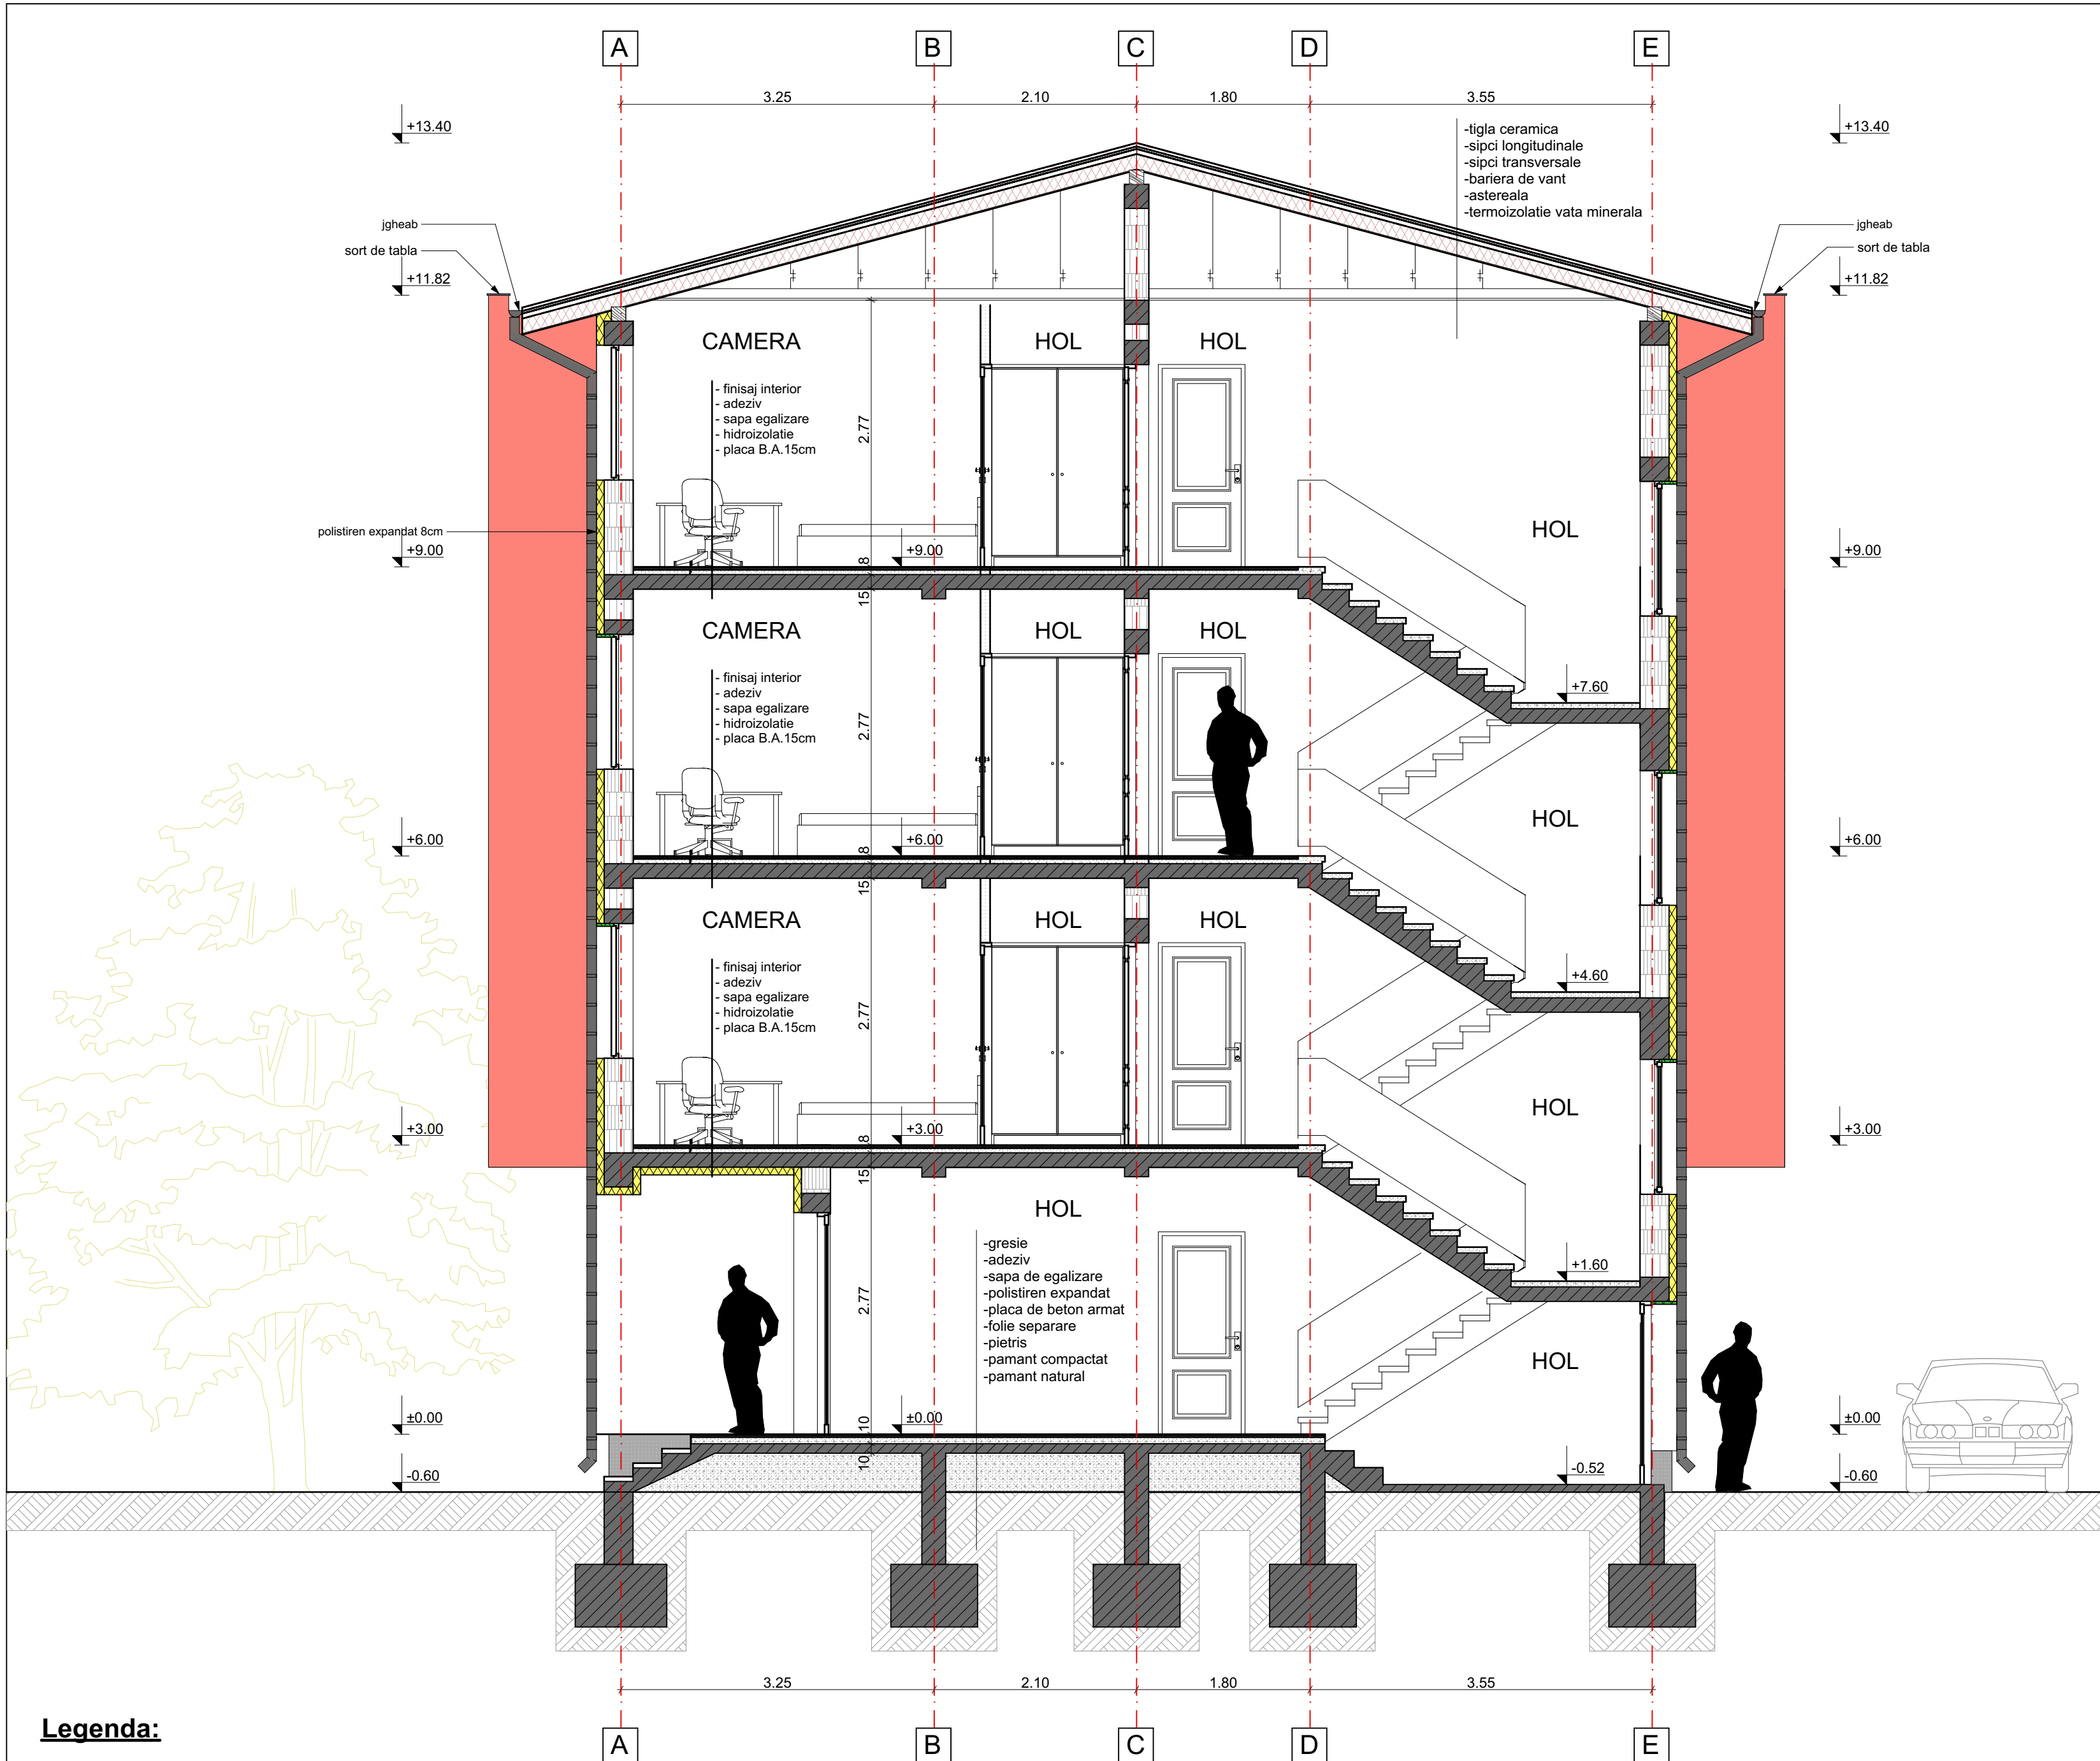 A
B
C
D
E
3.25
2.10
1.80
3.55
+13.40
+13.40
-tigla ceramica
-sipci longitudinale
-sipci transversale
-bariera de vant
-astereala
-termoizolatie vata minerala
jgheab
sort de tabla
+11.82
jgheab
sort de tabla
+11.82
CAMERA
HOL
HOL
- finisaj interior
- adeziv
- sapa egalizare
- hidroizolatie
- placa B.A.15cm
2.77
polistiren expandat 8cm
HOL
+9.00
+9.00
8
15
+9.00
CAMERA
HOL
HOL
- finisaj interior
- adeziv
- sapa egalizare
- hidroizolatie
- placa B.A.15cm
2.77
+7.60
HOL
+6.00
+6.00
8
15
+6.00
CAMERA
HOL
HOL
- finisaj interior
- adeziv
- sapa egalizare
- hidroizolatie
- placa B.A.15cm
2.77
+4.60
HOL
+3.00
+3.00
8
15
+3.00
HOL
-gresie
-adeziv
-sapa de egalizare
-polistiren expandat
-placa de beton armat
-folie separare
-pietris
-pamant compactat
-pamant natural
2.77
+1.60
HOL
±0.00
±0.00
10
10
±0.00
-0.60
-0.52
-0.60
3.25
2.10
1.80
3.55
Legenda:
A
B
C
D
E